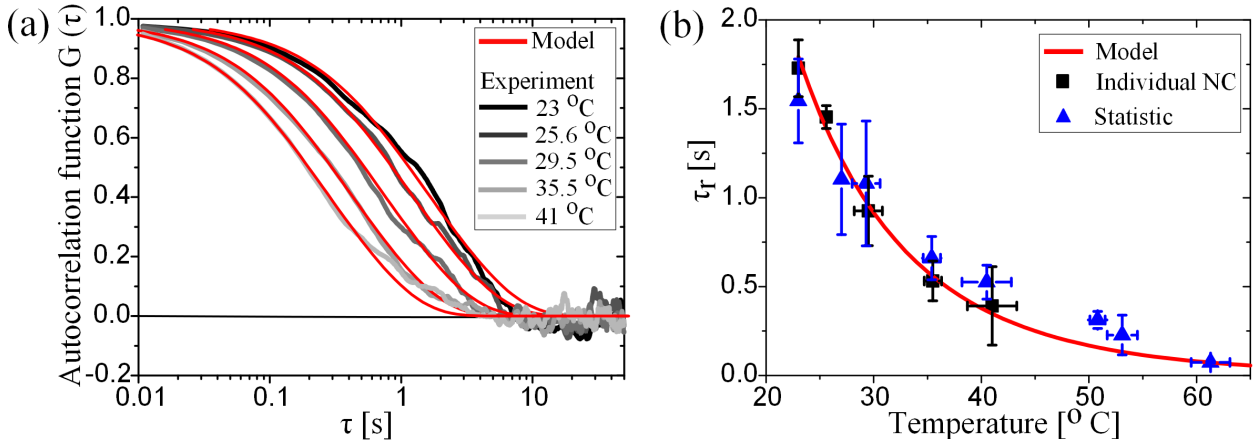 (a)
Autocorrelation function G (τ)
1.0
0.8
0.6
0.4
0.2
0.0
-0.2
0.01
0.1
1
10
τ [s]
Model
Experiment
23 °C
25.6 °C
29.5 °C
35.5 °C
41 °C
(b)
τr [s]
2.0
1.5
1.0
0.5
0.0
20
30
40
50
60
Temperature [° C]
Model
Individual NC
Statistic